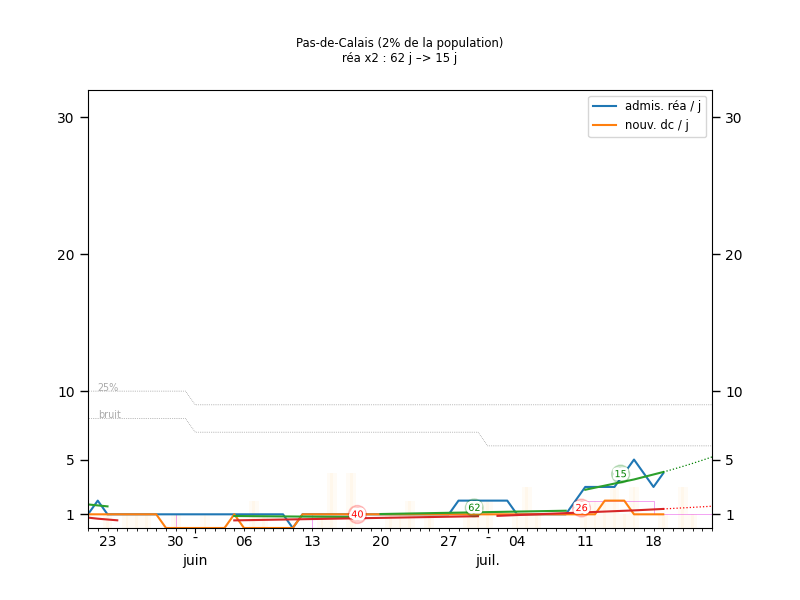 Pas-de-Calais (2% de la population)
réa x2 : 62 j –> 15 j
admis. réa / j
nouv. dc / j
30 30
20 20
10 10
25%
bruit
5 5
15
62
26
40
1 1
23 30 - 06 13 20 27 - 04 11 18
juin juil.